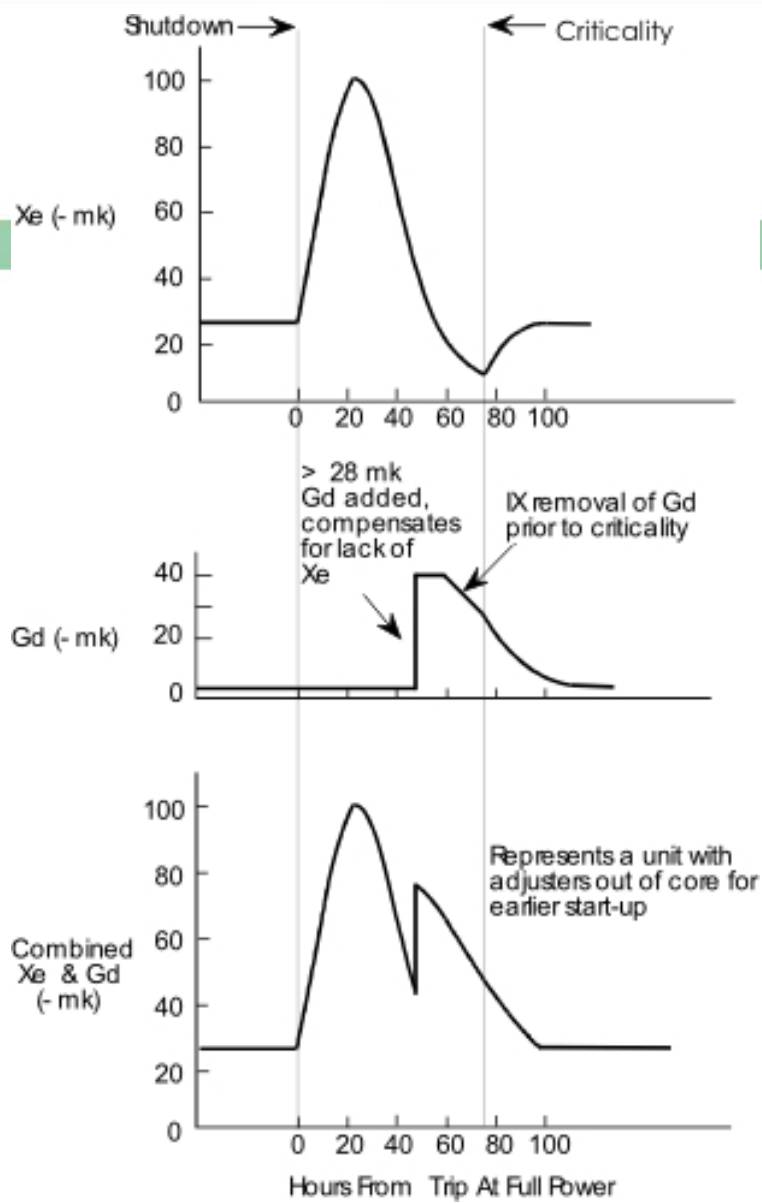 Shutdown
Criticality
100
80
Xe (- mk)
60
40
20
0
0 20 40 60 80 100
> 28 mk
Gd added,
compensates
for lack of
Xe
IX removal of Gd
prior to criticality
40
Gd (- mk)
20
0
100
80
Represents a unit with
adjusters out of core for
earlier start-up
60
Combined
Xe & Gd
(- mk)
40
20
0
0 20 40 60 80 100
Hours From Trip At Full Power